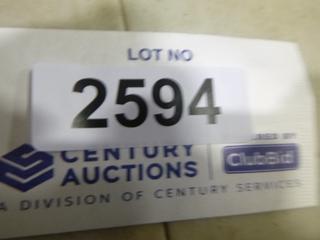 LOT NO
2594
CENTURY
AUCTIONS
ClubBid
A DIVISION OF CENTURY SERVICES